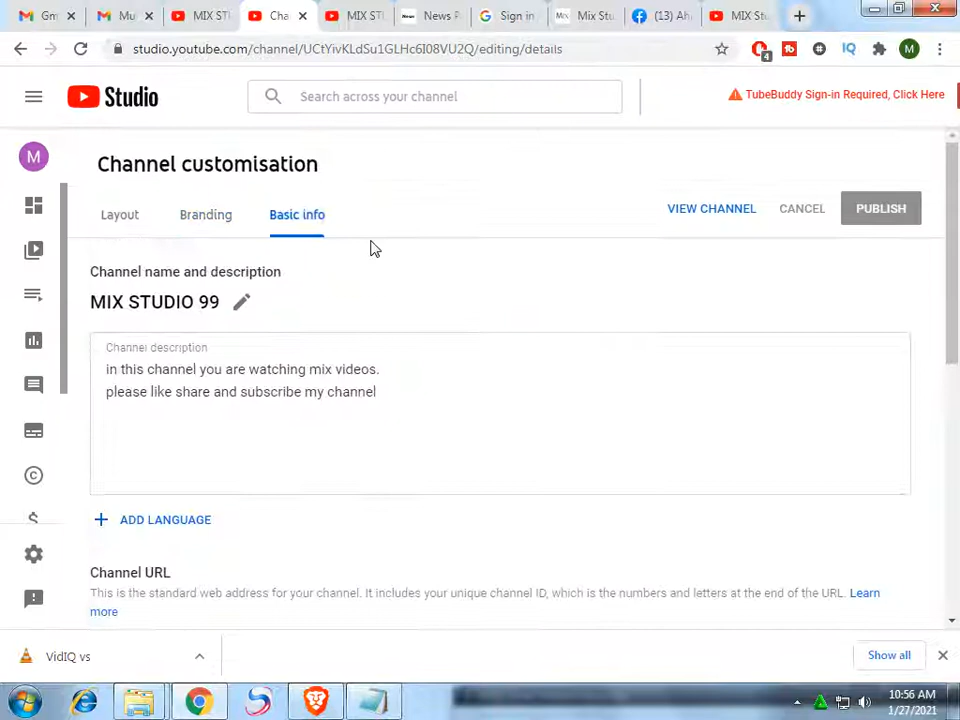 Gm
Mu
MIX ST
Cha
MIX ST
News F
Sign in
Mix Stu
(13) Ah
MIX St
studio.youtube.com/channel/UCtYivKLdSu1GLHc6I08VU2Q/editing/details
4
IQ
M
Studio
Search across your channel
TubeBuddy Sign-in Required, Click Here
M
Channel customisation
Layout
Branding
Basic info
VIEW CHANNEL
CANCEL
PUBLISH
Channel name and description
MIX STUDIO 99
Channel description
in this channel you are watching mix videos.
please like share and subscribe my channel
ADD LANGUAGE
Channel URL
This is the standard web address for your channel. It includes your unique channel ID, which is the numbers and letters at the end of the URL. Learn
more
VidIQ vs
Show all
10:56 AM
1/27/2021